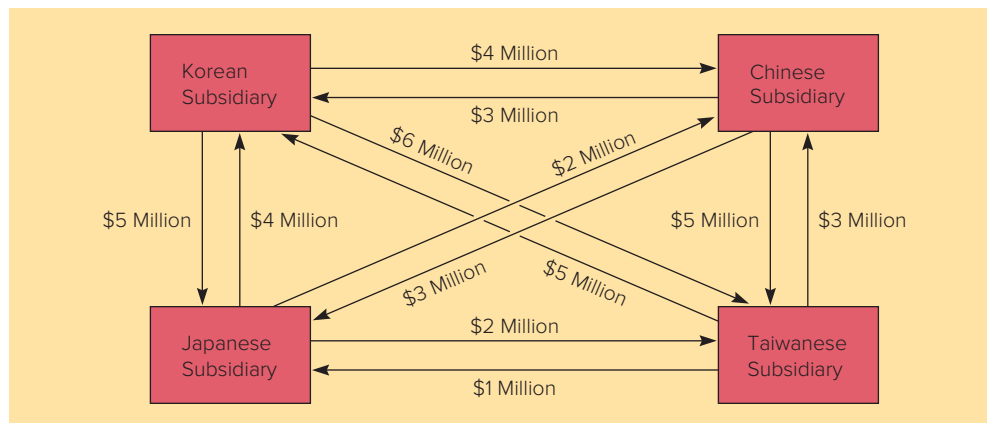 $4 Million
Korean
Subsidiary
Chinese
Subsidiary
$3 Million
$6 Million
$2 Million
$5 Million
$4 Million
$5 Million
$3 Million
$3 Million
$5 Million
$2 Million
Japanese
Subsidiary
Taiwanese
Subsidiary
$1 Million